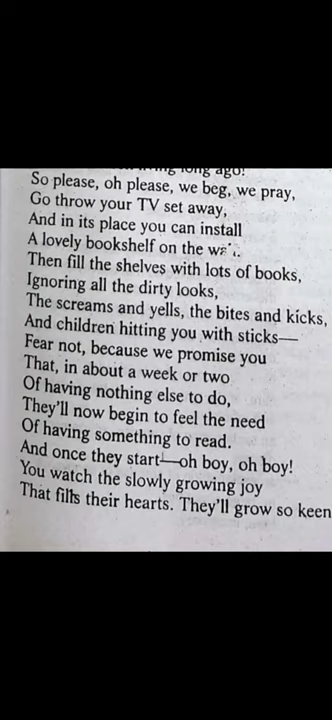 long ago!
So please, oh please, we beg, we pray,
Go throw your TV set away,
And in its place you can install
A lovely bookshelf on the
Then fill the shelves with lots of books,
Ignoring all the dirty looks,
The screams and yells, the bites and kicks,
And children hitting you with sticks—
Fear not, because we promise you
That, in about a week or two
Of having nothing else to do,
They'll now begin to feel the need
Of having something to read.
And once they start—oh boy, oh boy!
You watch the slowly growing joy
That fills their hearts. They'll grow so keen